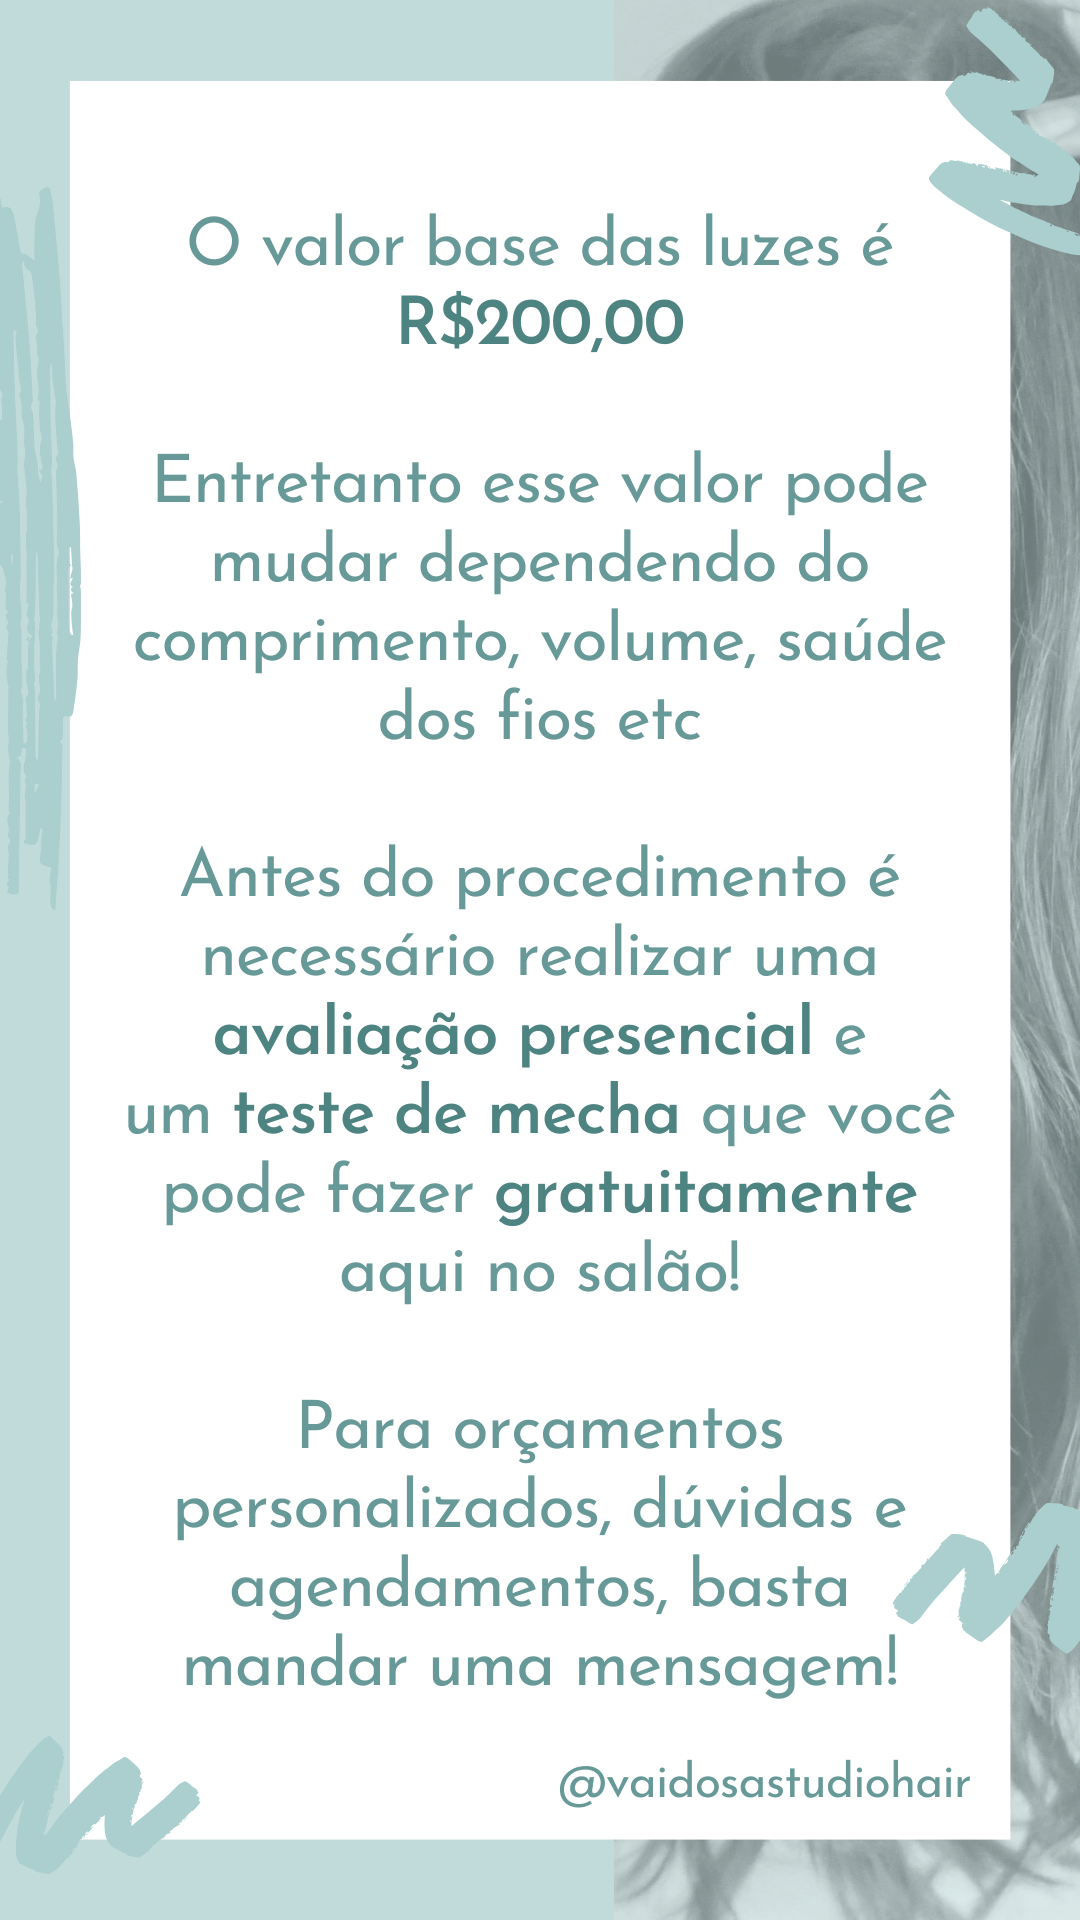 O valor base das luzes é
R$200,00
Entretanto esse valor pode
mudar dependendo do
comprimento, volume, saúde
dos fios etc
Antes do procedimento é
necessário realizar uma
avaliação presencial e
um teste de mecha que você
pode fazer gratuitamente
aqui no salão!
Para orçamentos
personalizados, dúvidas e
agendamentos, basta
mandar uma mensagem!
@vaidosastudiohair